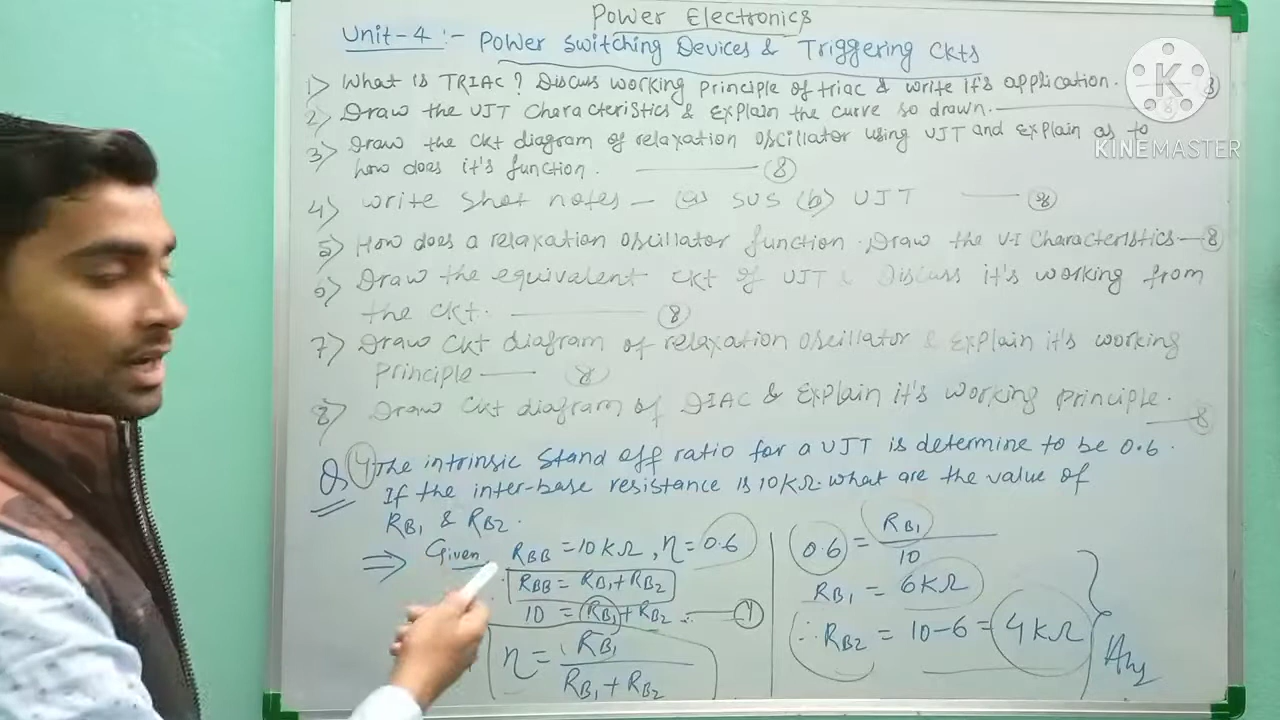 Power Electronics
Unit-4 :- Power Switching Devices & Triggering Ckts
1) What is TRIAC? Discuss working principle of triac & write it's application. 8
2) Draw the UJT Characteristics & Explain the curve so drawn. 8
3) Draw the Ckt diagram of relaxation oscillator using UJT and Explain as to
how does it's function. 8
4) Write Shot notes - (a) SUS (b) UJT 8
5) How does a relaxation oscillator function. Draw the V-I Characteristics - 8
6) Draw the equivalent ckt of UJT & Discuss it's working from
the ckt. 8
7) Draw Ckt diagram of relaxation oscillator & Explain it's working
Principle 8
8) Draw Ckt diagram of DIAC & Explain it's working principle.
8
Q (4) The intrinsic Stand off ratio for a UJT is determine to be 0.6.
If the inter-base resistance is 10KΩ. what are the value of
RB1 & RB2.
⇒ Given RBB = 10KΩ, η = 0.6
RBB = RB1 + RB2
10 = RB1 + RB2
η = RB1 / RB1 + RB2
0.6 = RB1 / 10
RB1 = 6KΩ
∴ RB2 = 10-6 = 4KΩ
Ans
K
KINEMASTER